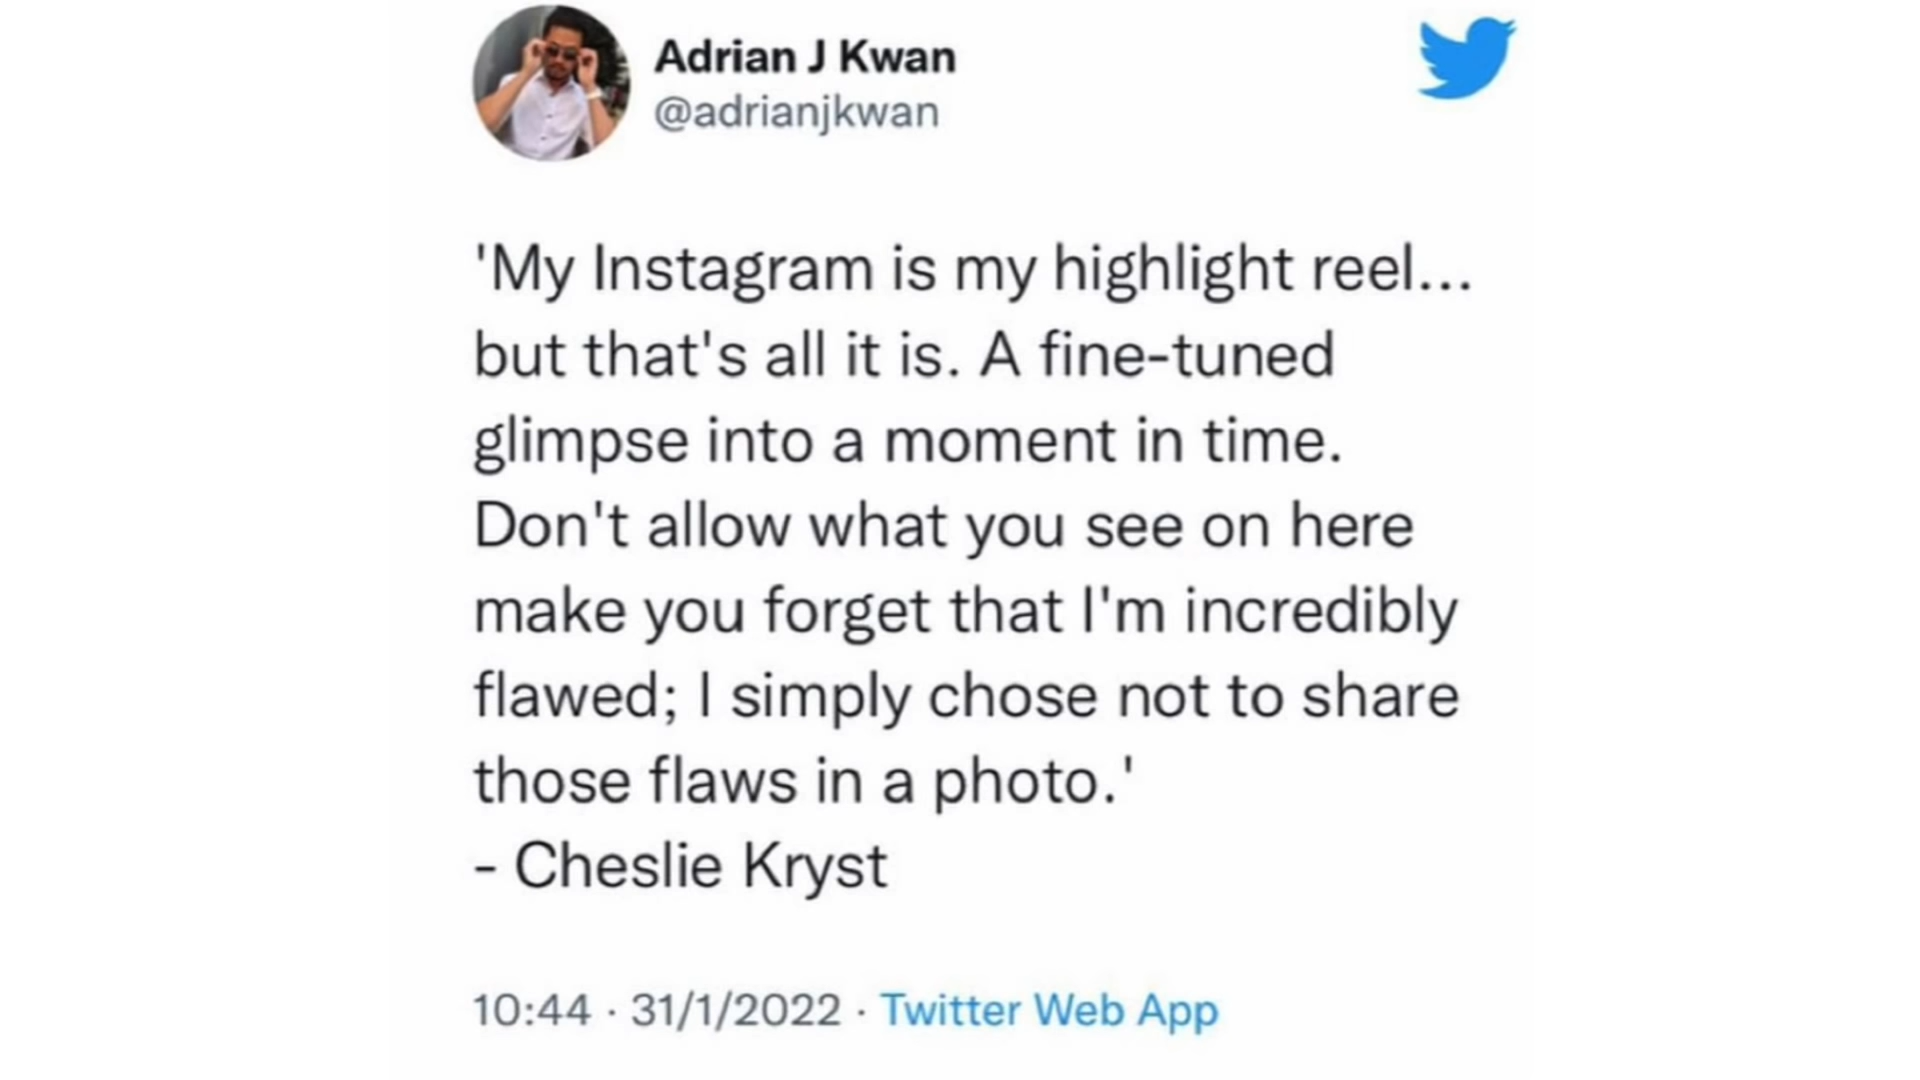 Adrian J Kwan
@adrianjkwan
'My Instagram is my highlight reel...
but that's all it is. A fine-tuned
glimpse into a moment in time.
Don't allow what you see on here
make you forget that I'm incredibly
flawed; I simply chose not to share
those flaws in a photo.'
- Cheslie Kryst
10:44 · 31/1/2022 · Twitter Web App